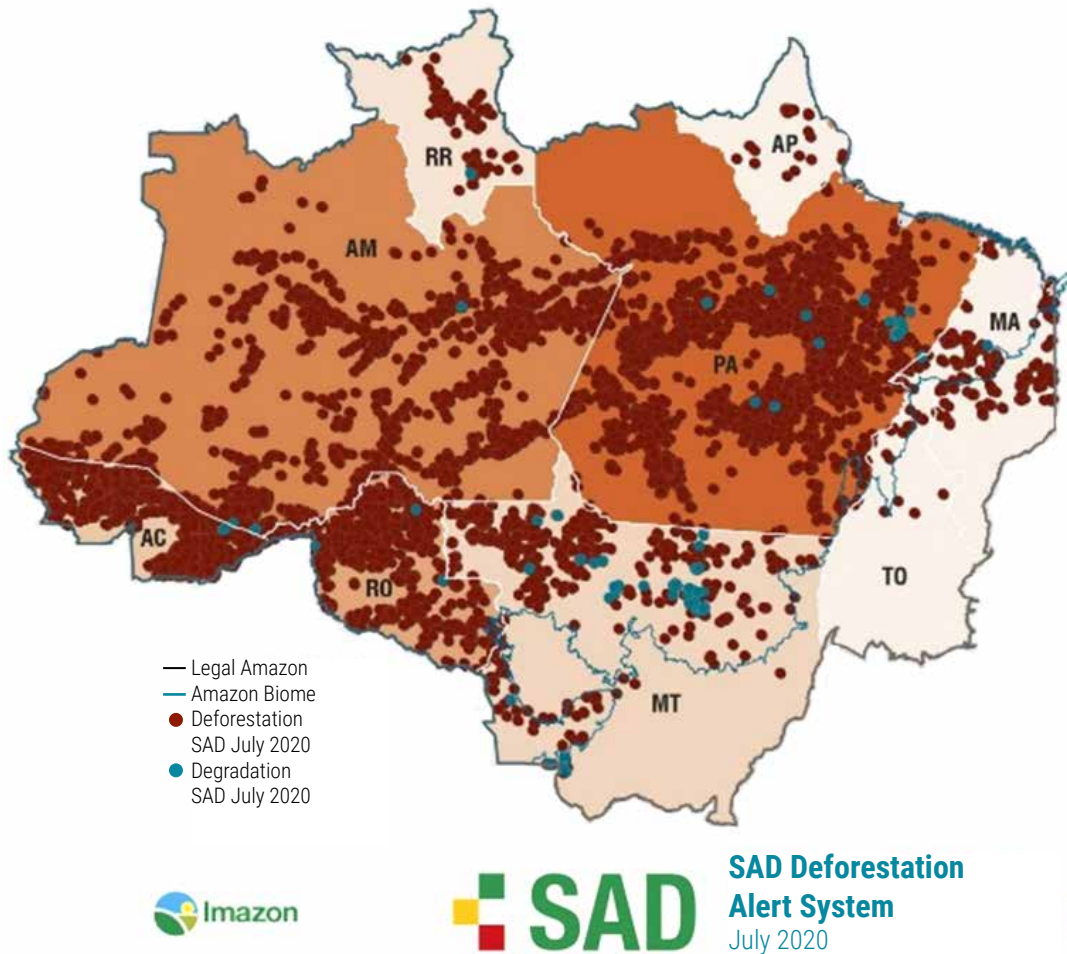 RR
AP
AM
MA
PA
AC
RO
TO
MT
Legal Amazon
Amazon Biome
Deforestation
SAD July 2020
Degradation
SAD July 2020
Imazon
SAD
SAD Deforestation
Alert System
July 2020